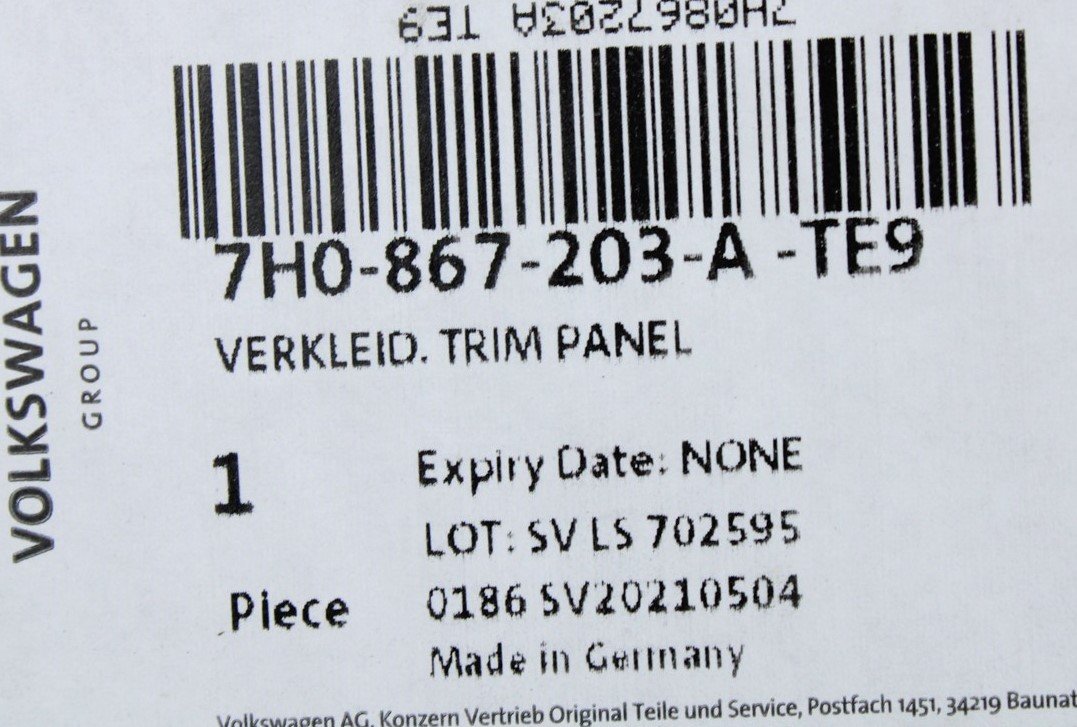 7H0867203A TE9
7H0-867-203-A -TE9
VERKLEID. TRIM PANEL
1
Piece
Expiry Date: NONE
LOT: SV LS 702595
0186 SV20210504
Made in Germany
Volkswagen AG, Konzern Vertrieb Original Teile und Service, Postfach 1451, 34219 Baunat
VOLKSWAGEN
GROUP